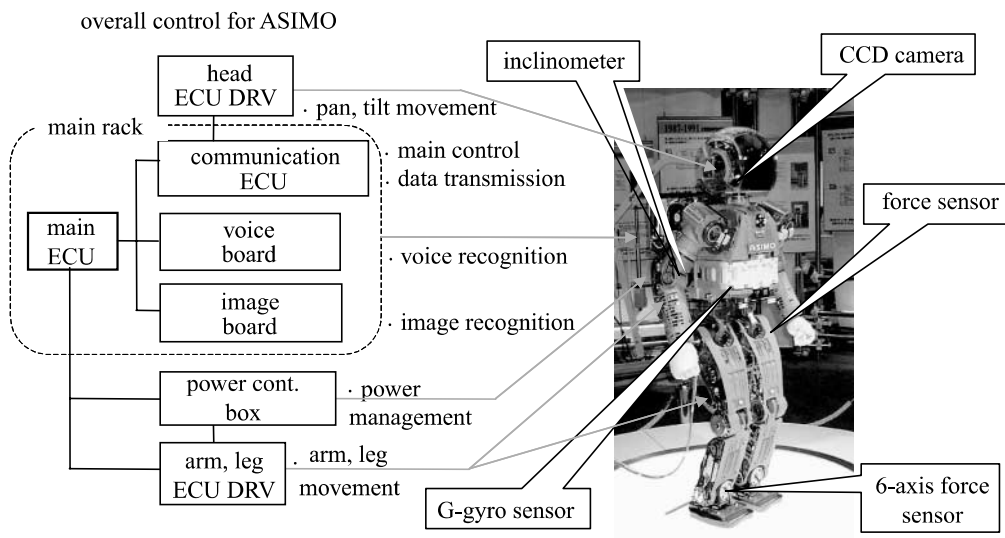 overall control for ASIMO
head
ECU DRV
· pan, tilt movement
main rack
communication
ECU
· main control
· data transmission
main
ECU
voice
board
· voice recognition
image
board
· image recognition
power cont.
box
· power
management
arm, leg
ECU DRV
· arm, leg
movement
inclinometer
CCD camera
force sensor
G-gyro sensor
6-axis force
sensor
1987-1991
ASIMO